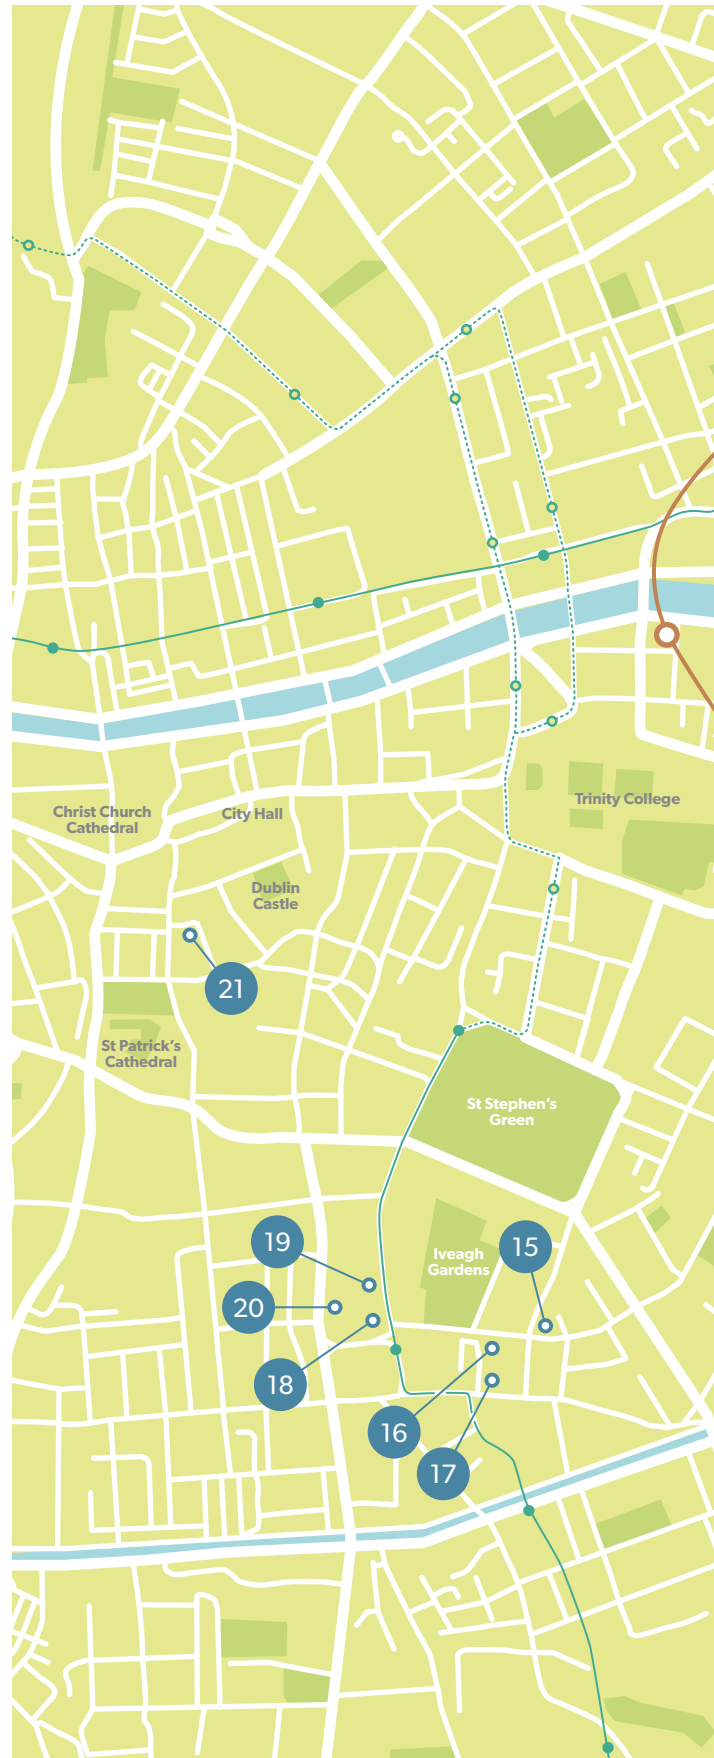 Trinity College
Christ Church
Cathedral
City Hall
Dublin
Castle
21
St Patrick's
Cathedral
St Stephen's
Green
19
15
Iveagh
Gardens
20
18
16
17